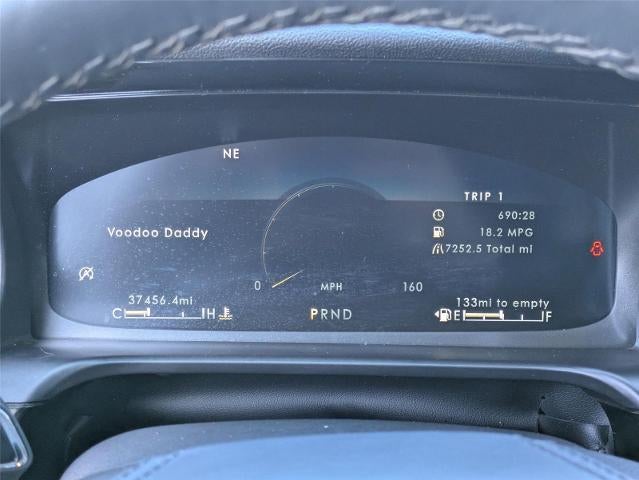 NE
TRIP 1
690:28
Voodoo Daddy
18.2 MPG
7252.5 Total mi
0 MPH 160
37456.4mi
133mi to empty
C H
PRND
E F